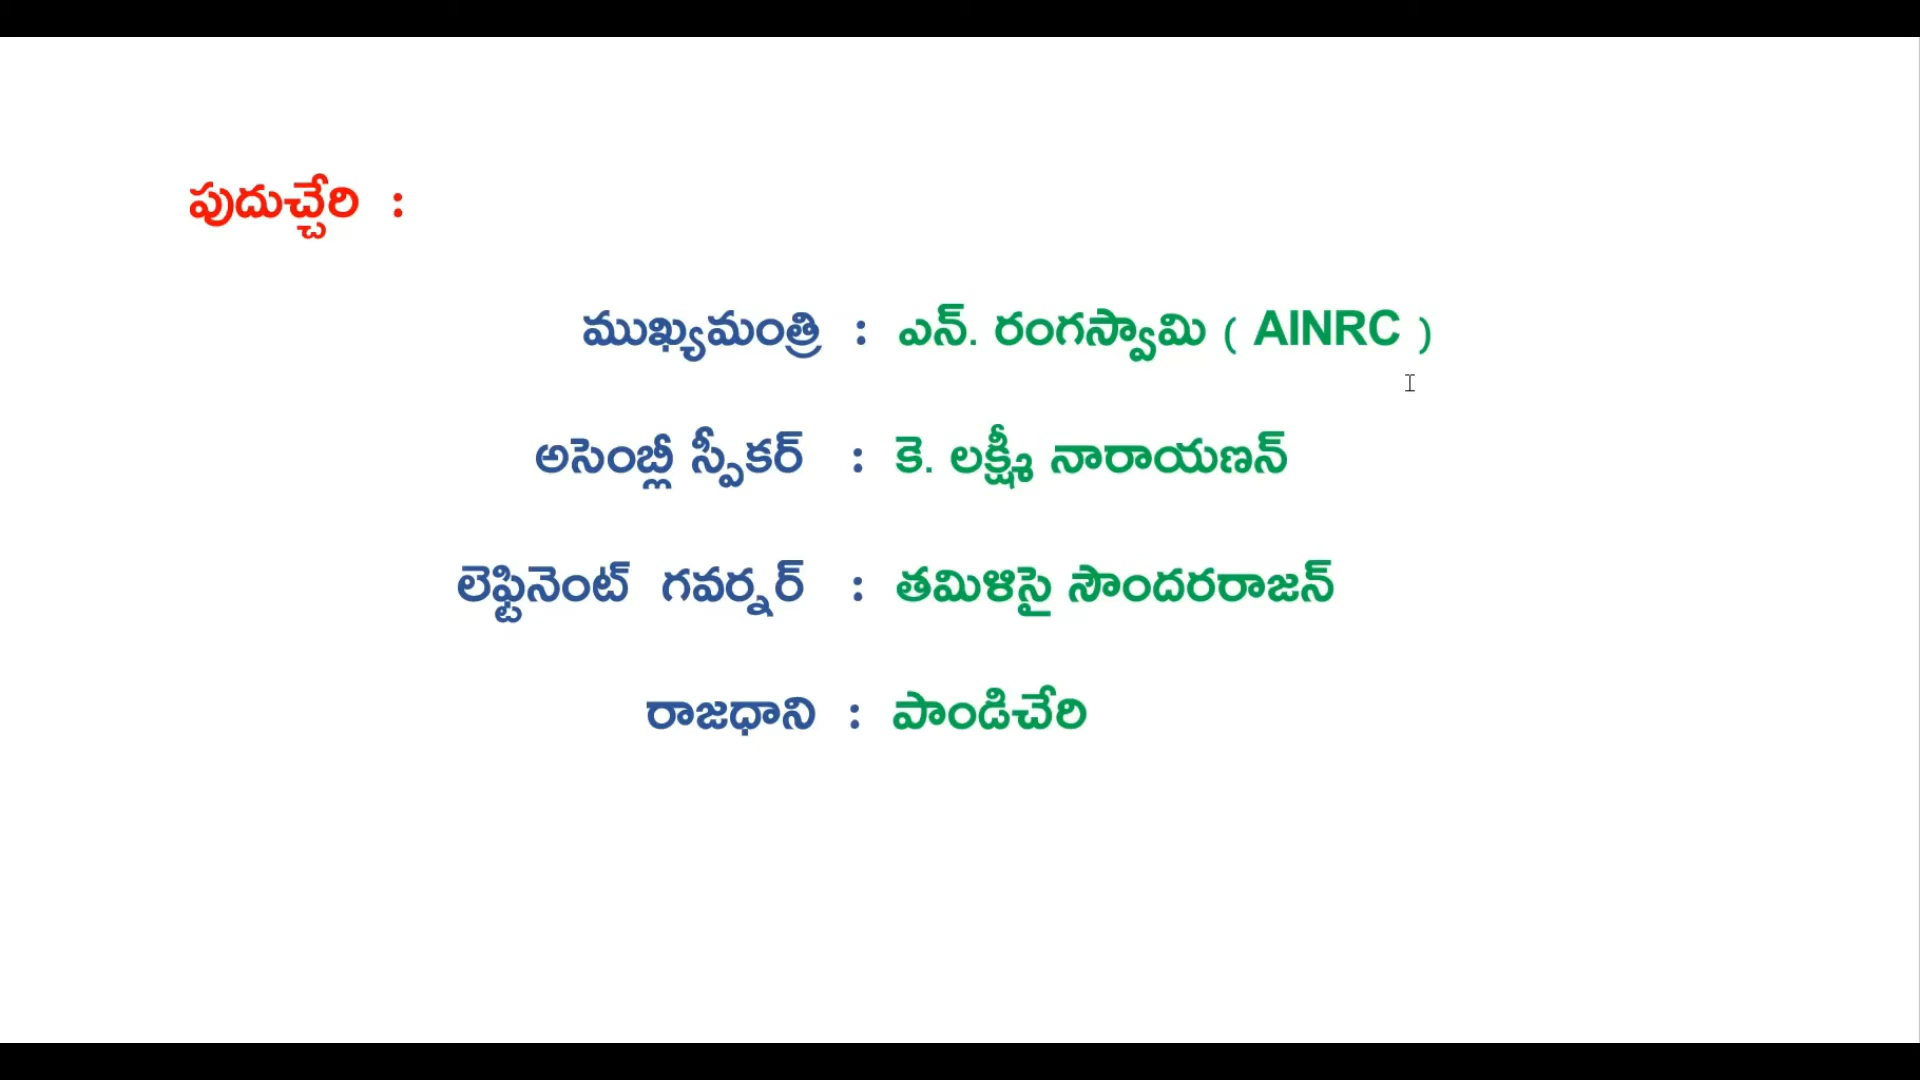 పుదుచ్చేరి :
ముఖ్యమంత్రి : ఎన్. రంగస్వామి ( AINRC )
అసెంబ్లీ స్పీకర్ : కె. లక్ష్మీ నారాయణన్
లెఫ్టినెంట్ గవర్నర్ : తమిళిసై సౌందరరాజన్
రాజధాని : పాండిచేరి